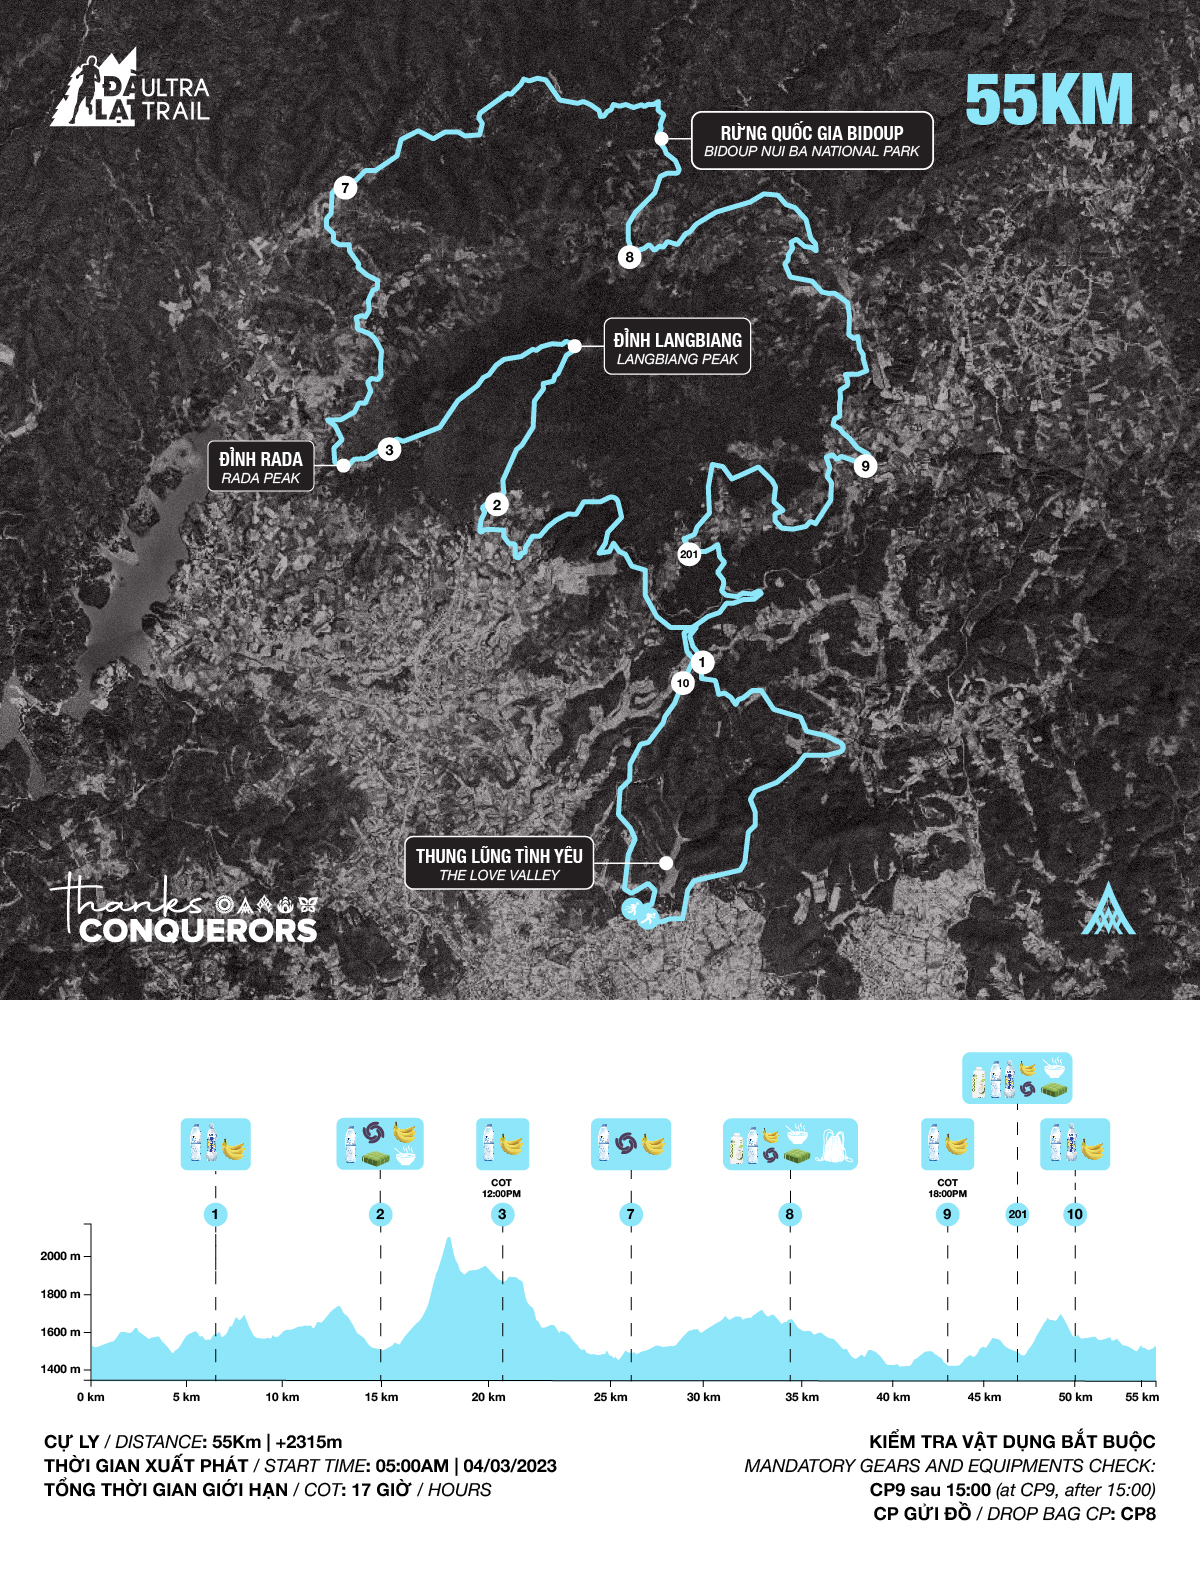 ĐÀ LẠT ULTRA TRAIL
55KM
RỪNG QUỐC GIA BIDOUP
BIDOUP NUI BA NATIONAL PARK
7
8
ĐỈNH LANGBIANG
LANGBIANG PEAK
ĐỈNH RADA
RADA PEAK
3
9
2
201
1
10
THUNG LŨNG TÌNH YÊU
THE LOVE VALLEY
thanks
CONQUERORS
COT
12:00PM
COT
18:00PM
1
2
3
7
8
9
201
10
2000 m
1800 m
1600 m
1400 m
0 km
5 km
10 km
15 km
20 km
25 km
30 km
35 km
40 km
45 km
50 km
55 km
CỰ LY / DISTANCE: 55Km | +2315m
THỜI GIAN XUẤT PHÁT / START TIME: 05:00AM | 04/03/2023
TỔNG THỜI GIAN GIỚI HẠN / COT: 17 GIỜ / HOURS
KIỂM TRA VẬT DỤNG BẮT BUỘC
MANDATORY GEARS AND EQUIPMENTS CHECK:
CP9 sau 15:00 (at CP9, after 15:00)
CP GỬI ĐỒ / DROP BAG CP: CP8